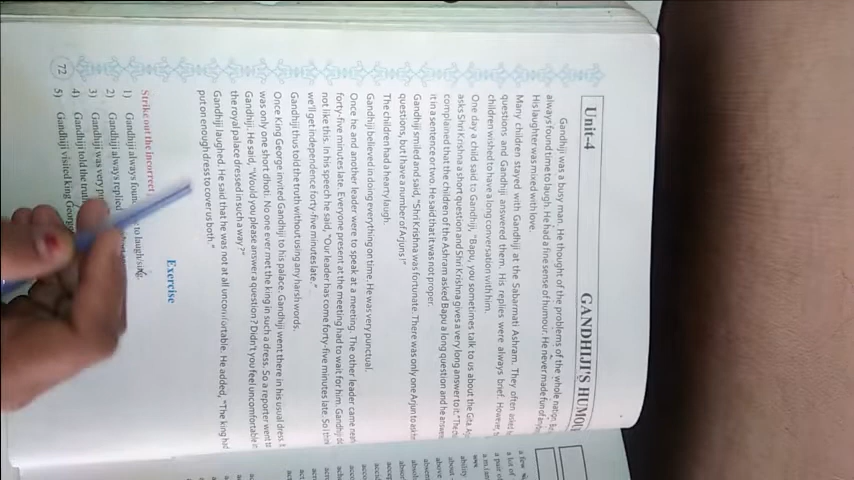 Unit-4
GANDHIJI'S HUMOU
Gandhiji was a busy man. He thought of the problems of the whole nation.
always found time to laugh. He had a fine sense of humour. He never made fun of
His laughter was mixed with love.
Many children stayed with Gandhiji at the Sabarmati Ashram. They often asked
questions and Gandhiji answered them. His replies were always brief. However,
children wished to have a long conversation with him.
One day a child said to Gandhiji, "Bapu, you sometimes talk to us about the Gita.
asks Shri Krishna a short question and Shri Krishna gives a very long answer to it."
complained that the children of the Ashram asked Bapu a long question and he
it in a sentence or two. He said that it was not proper.
Gandhiji smiled and said, "Shri Krishna was fortunate. There was only one Arjun to ask
questions, but I have a number of Arjuns!"
The children had a hearty laugh.
Gandhiji believed in doing everything on time. He was very punctual.
Once he and another leader were to speak at a meeting. The other leader came
forty-five minutes late. Everyone present at the meeting had to wait for him. Gandhiji
not like this. In his speech he said, "Our leader has come forty-five minutes late. So I
we'll get independence forty-five minutes late."
Gandhiji thus told the truth without using any harsh words.
Once King George invited Gandhiji to his palace. Gandhiji went there in his usual dress.
was only one short dhoti. No one ever met the king in such a dress. So a reporter went
Gandhiji. He said, "Would you please answer a question? Didn't you feel uncomfortable
the royal palace dressed in such a way?"
Gandhiji laughed. He said that he was not at all uncomfortable. He added, "The king had
put on enough dress to cover us both."
Exercise
Strike out the incorrect
1) Gandhiji always found to laugh/sing.
2) Gandhiji always replied
3) Gandhiji was very
4) Gandhiji told the truth
5) Gandhiji visited king George
72
a few
a lot of
a pair of
ability
about
above
absent